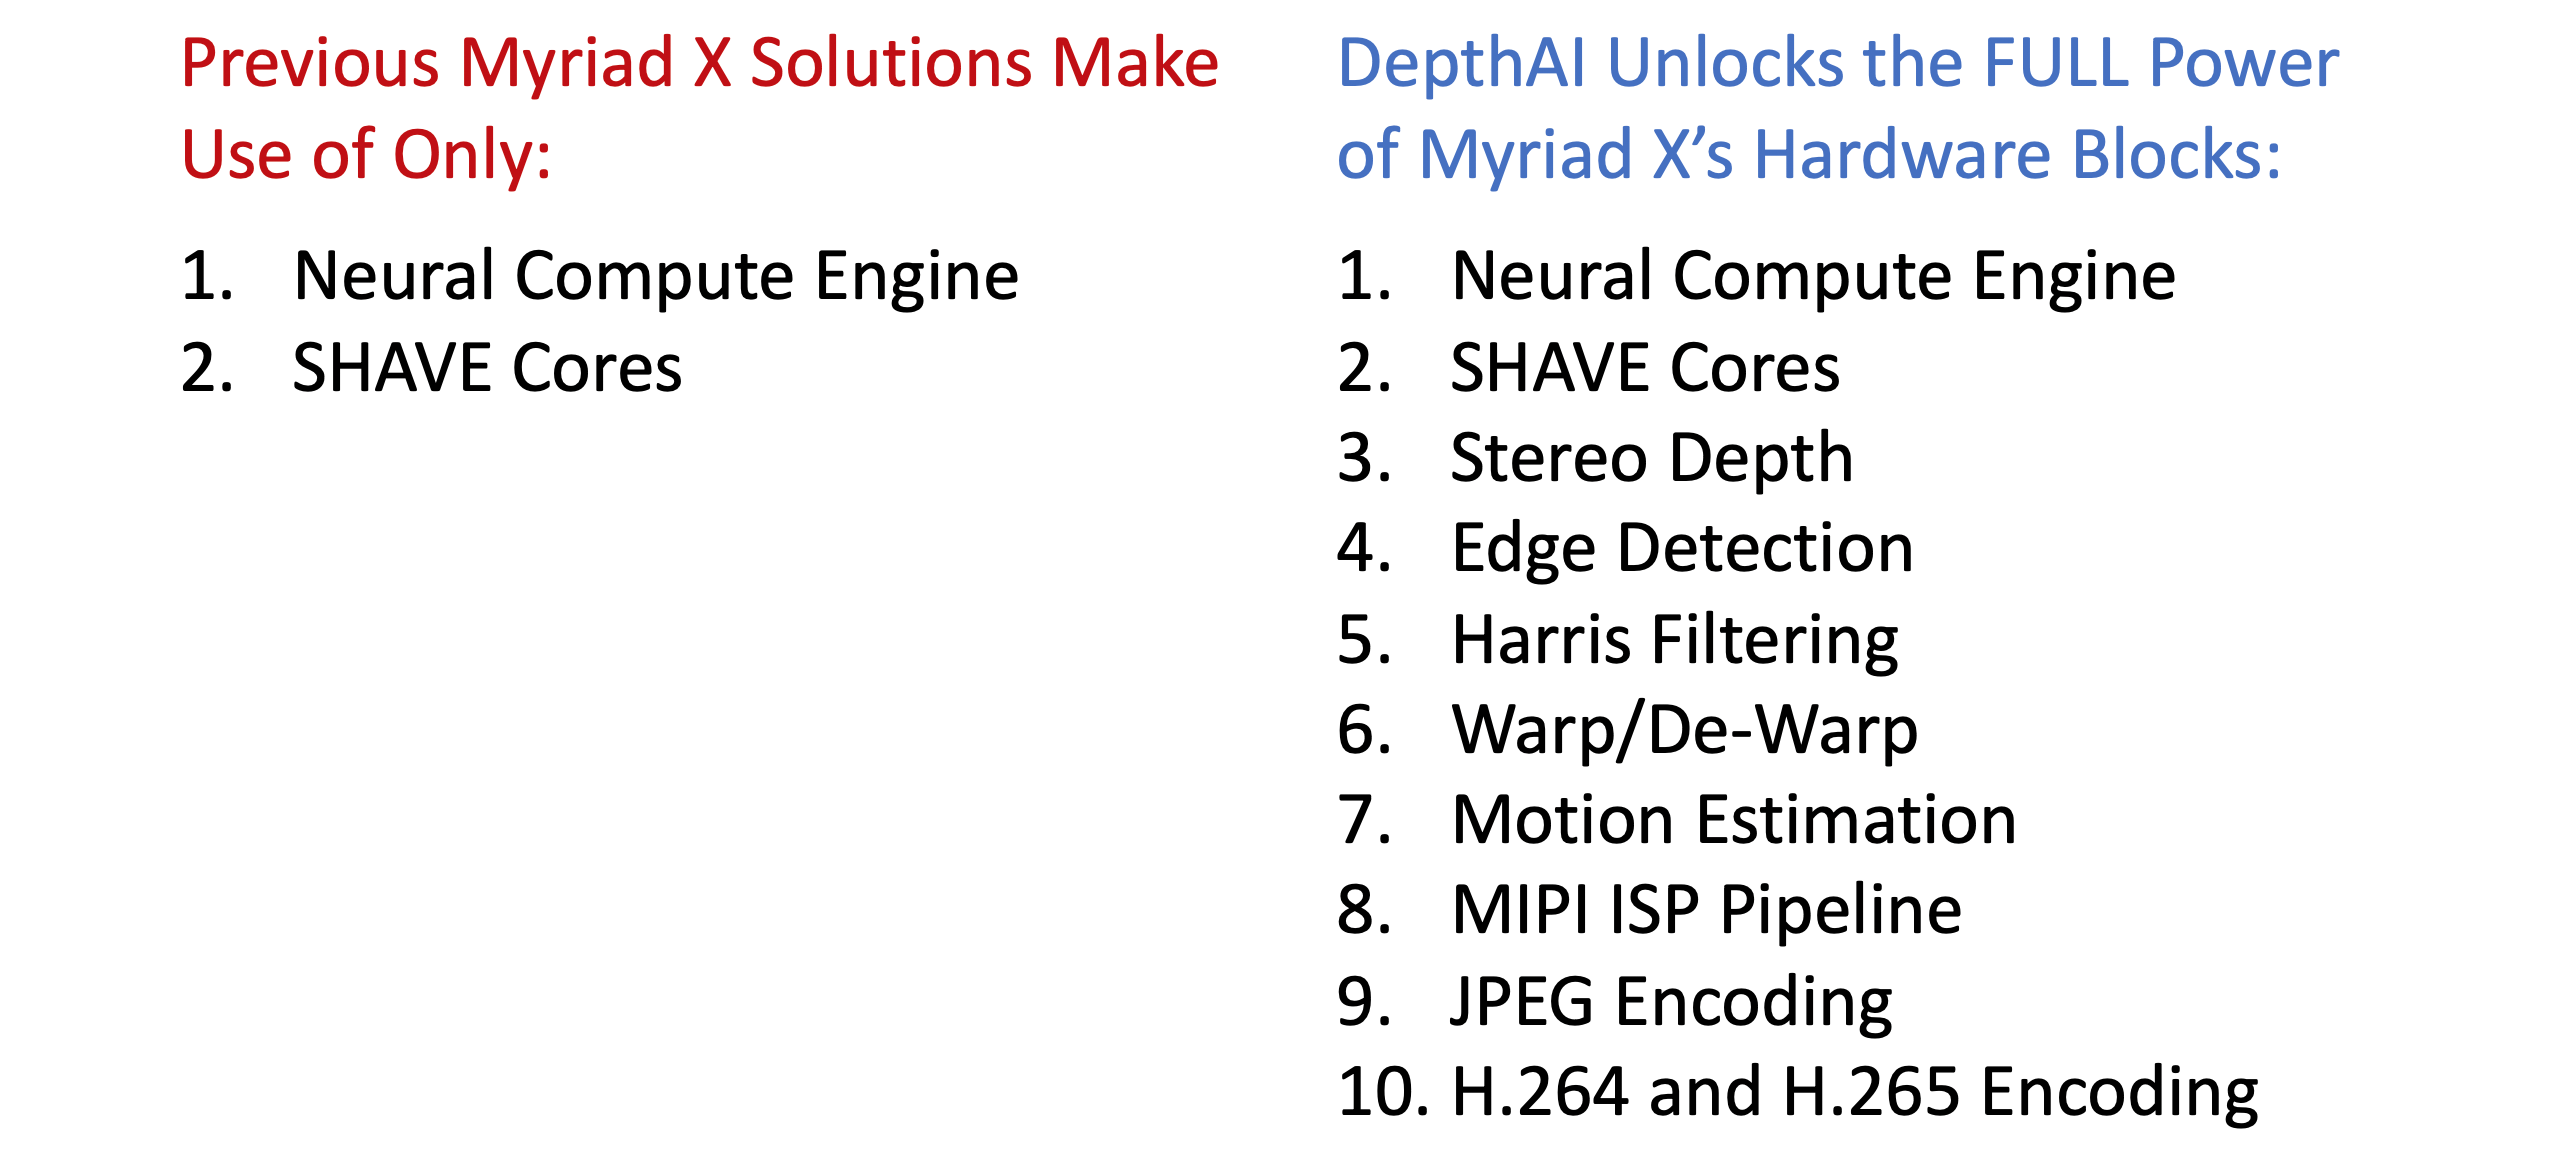 Previous Myriad X Solutions Make
Use of Only:
1. Neural Compute Engine
2. SHAVE Cores
DepthAI Unlocks the FULL Power
of Myriad X’s Hardware Blocks:
1. Neural Compute Engine
2. SHAVE Cores
3. Stereo Depth
4. Edge Detection
5. Harris Filtering
6. Warp/De-Warp
7. Motion Estimation
8. MIPI ISP Pipeline
9. JPEG Encoding
10. H.264 and H.265 Encoding